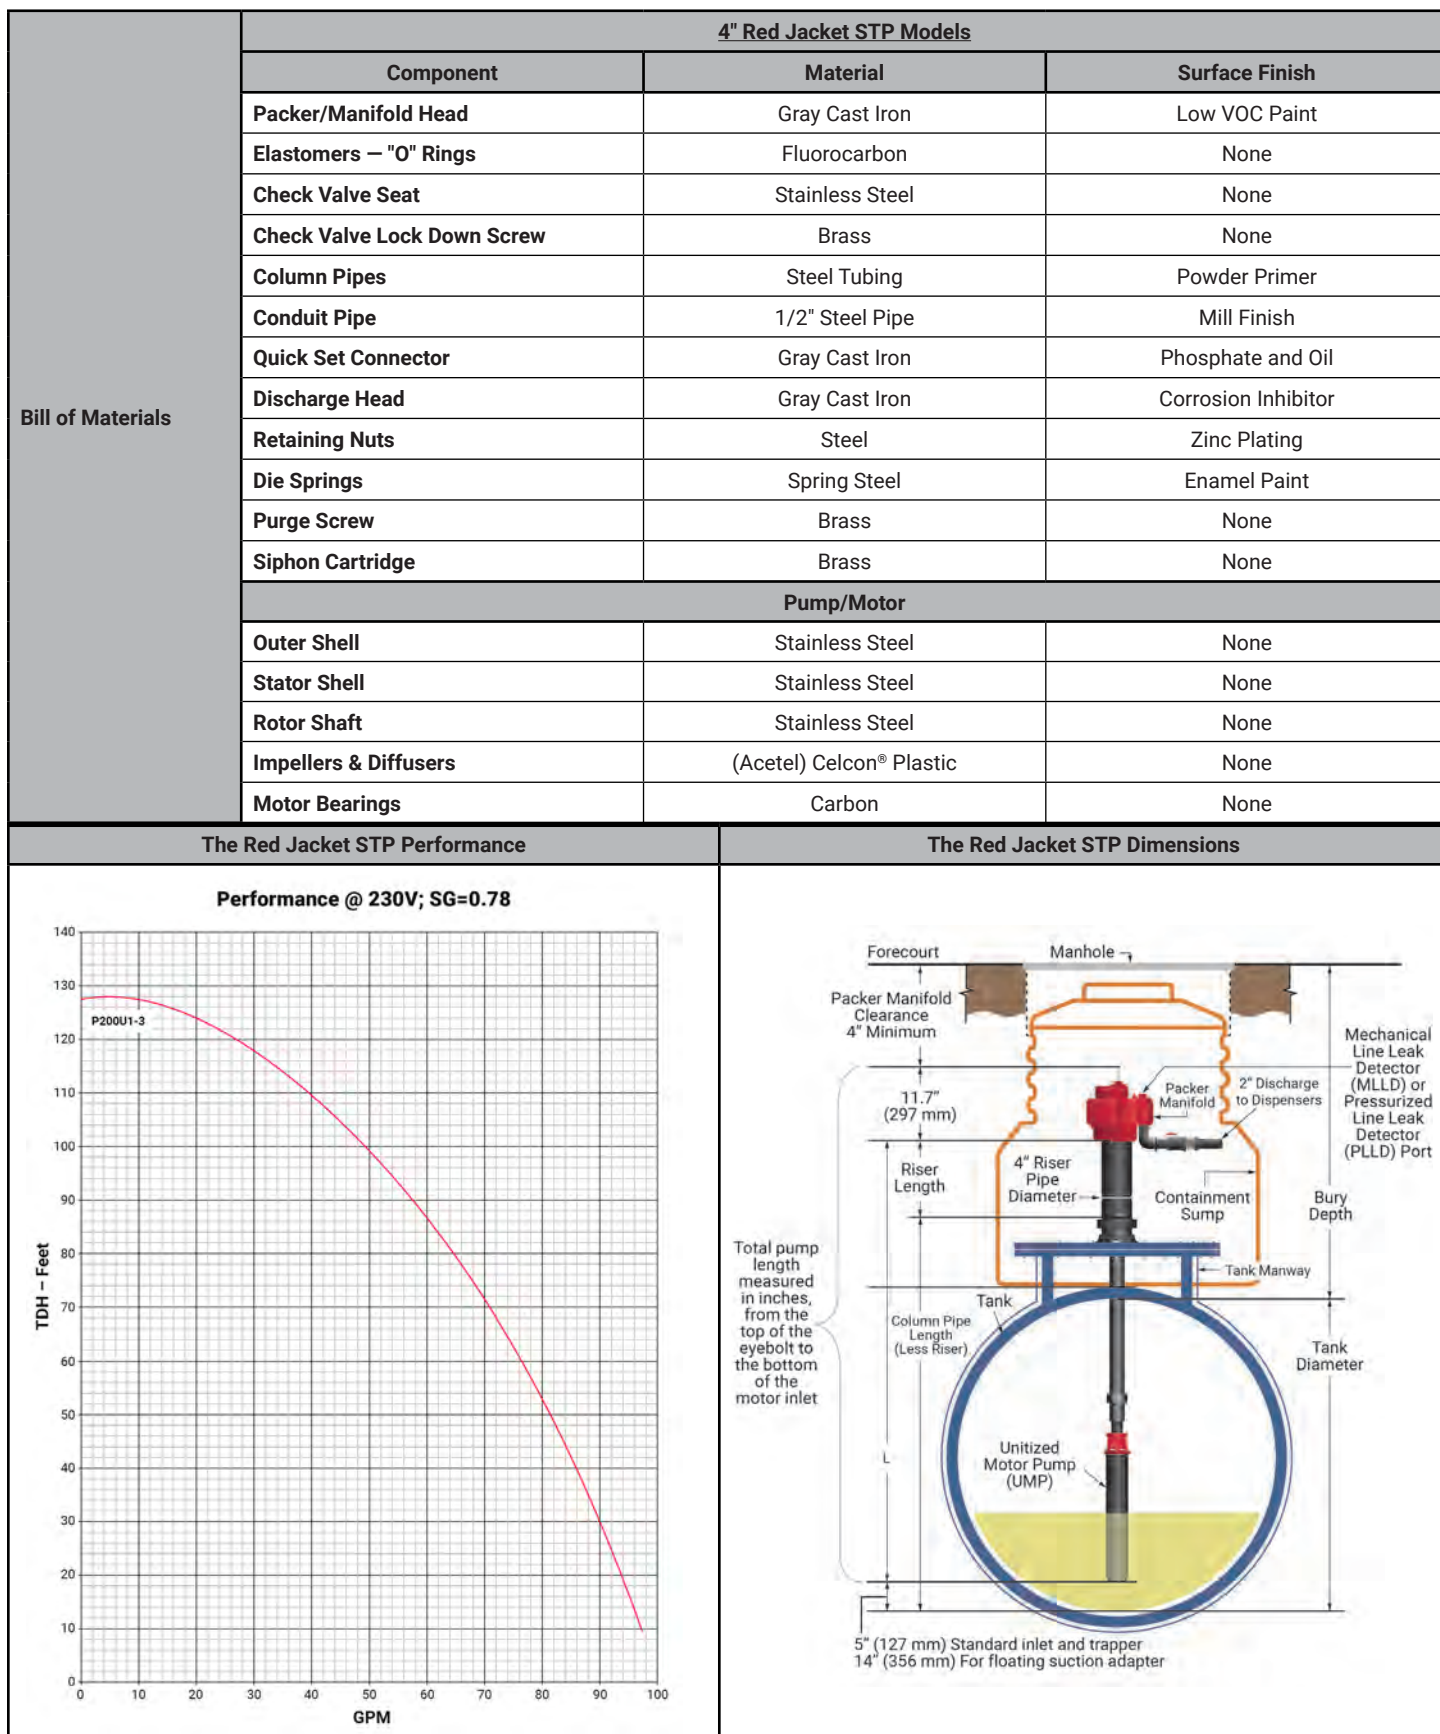 4" Red Jacket STP Models
Component Material Surface Finish
Bill of Materials
Packer/Manifold Head Gray Cast Iron Low VOC Paint
Elastomers — "O" Rings Fluorocarbon None
Check Valve Seat Stainless Steel None
Check Valve Lock Down Screw Brass None
Column Pipes Steel Tubing Powder Primer
Conduit Pipe 1/2" Steel Pipe Mill Finish
Quick Set Connector Gray Cast Iron Phosphate and Oil
Discharge Head Gray Cast Iron Corrosion Inhibitor
Retaining Nuts Steel Zinc Plating
Die Springs Spring Steel Enamel Paint
Purge Screw Brass None
Siphon Cartridge Brass None
Pump/Motor
Outer Shell Stainless Steel None
Stator Shell Stainless Steel None
Rotor Shaft Stainless Steel None
Impellers & Diffusers (Acetel) Celcon® Plastic None
Motor Bearings Carbon None
The Red Jacket STP Performance
Performance @ 230V; SG=0.78
TDH – Feet
140
130
120
110
100
90
80
70
60
50
40
30
20
10
0
P200U1-3
0 10 20 30 40 50 60 70 80 90 100
GPM
The Red Jacket STP Dimensions
Forecourt
Manhole
Packer Manifold
Clearance
4" Minimum
11.7"
(297 mm)
Packer
Manifold
2" Discharge
to Dispensers
Mechanical
Line Leak
Detector
(MLLD) or
Pressurized
Line Leak
Detector
(PLLD) Port
Riser
Length
4" Riser
Pipe
Diameter
Containment
Sump
Bury
Depth
Total pump
length
measured
in inches,
from the
top of the
eyebolt to
the bottom
of the
motor inlet
Tank Manway
Tank
Column Pipe
Length
(Less Riser)
Tank
Diameter
L
Unitized
Motor Pump
(UMP)
5" (127 mm) Standard inlet and trapper
14" (356 mm) For floating suction adapter